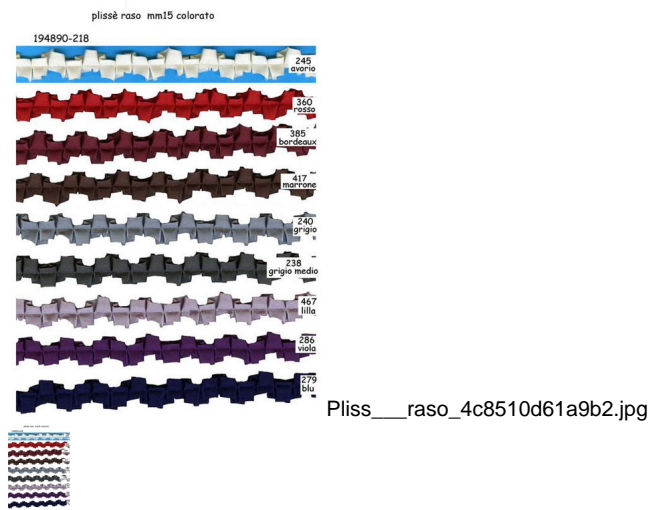 plissè raso mm15 colorato
194890-218
245
avorio
360
rosso
385
bordeaux
417
marrone
240
grigio
238
grigio medio
467
lilla
286
viola
279
blu
Pliss___raso_4c8510d61a9b2.jpg